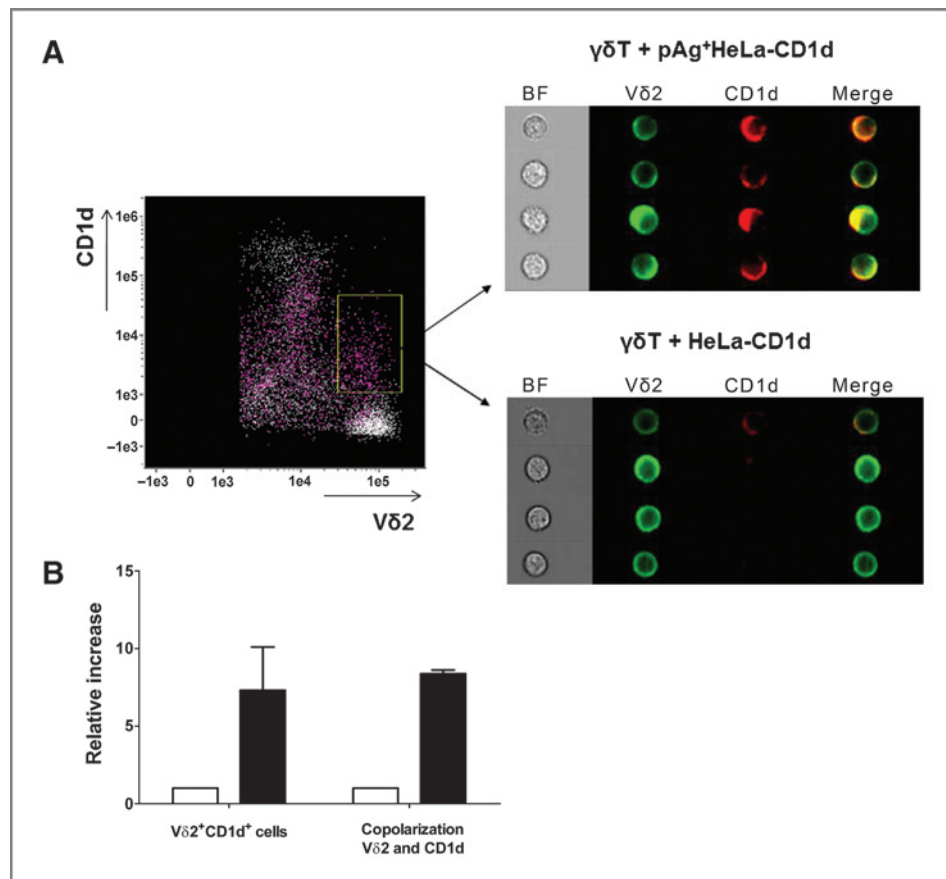 A
γδT + pAg⁺HeLa-CD1d
BF Vδ2 CD1d Merge
CD1d
1e6
1e5
1e4
1e3
0
−1e3
−1e3 0 1e3 1e4 1e5
Vδ2
γδT + HeLa-CD1d
BF Vδ2 CD1d Merge
B
Relative increase
15
10
5
0
Vδ2⁺CD1d⁺ cells
Copolarization
Vδ2 and CD1d